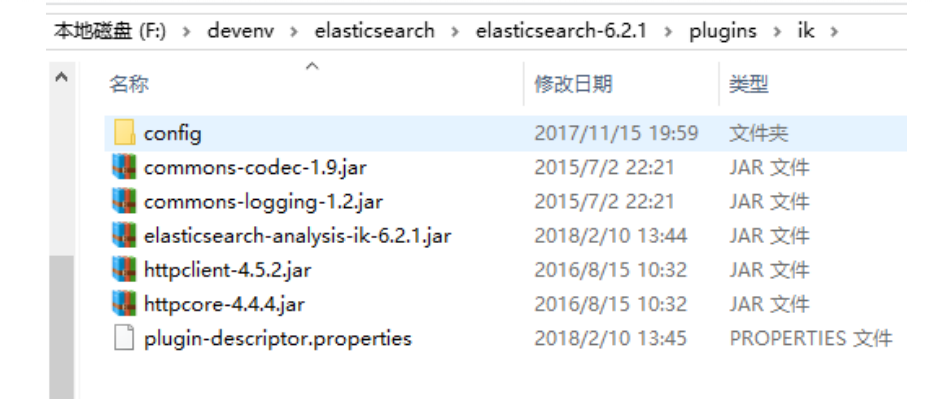 本地磁盘 (F:) › devenv › elasticsearch › elasticsearch-6.2.1 › plugins › ik ›
名称 修改日期 类型
config 2017/11/15 19:59 文件夹
commons-codec-1.9.jar 2015/7/2 22:21 JAR 文件
commons-logging-1.2.jar 2015/7/2 22:21 JAR 文件
elasticsearch-analysis-ik-6.2.1.jar 2018/2/10 13:44 JAR 文件
httpclient-4.5.2.jar 2016/8/15 10:32 JAR 文件
httpcore-4.4.4.jar 2016/8/15 10:32 JAR 文件
plugin-descriptor.properties 2018/2/10 13:45 PROPERTIES 文件